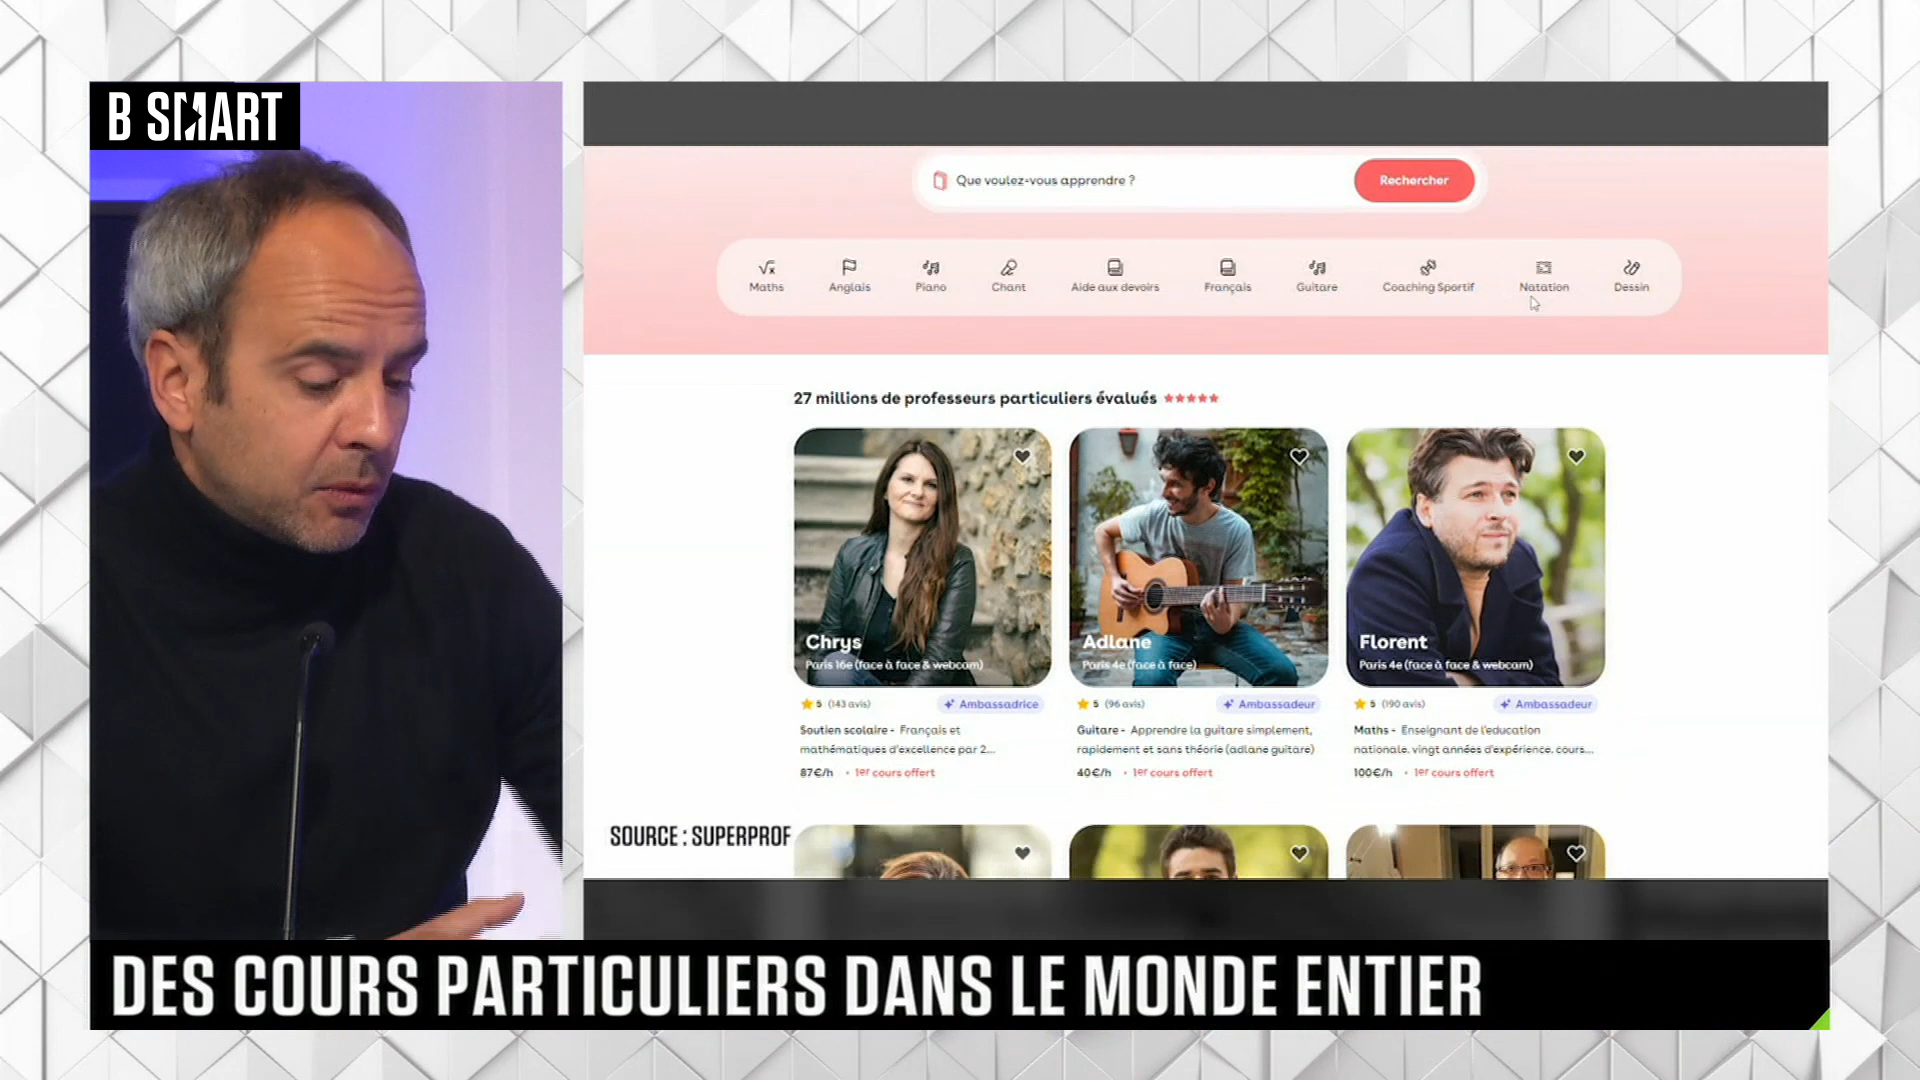 B SMART
Que voulez-vous apprendre ?
Rechercher
Maths
Anglais
Piano
Chant
Aide aux devoirs
Français
Guitare
Coaching Sportif
Natation
Dessin
27 millions de professeurs particuliers évalués
Chrys
Paris 16e (face à face & webcam)
5 (143 avis)
Ambassadrice
Soutien scolaire - Français et
mathématiques d'excellence par 2...
87€/h • 1er cours offert
Adlane
Paris 4e (face à face)
5 (96 avis)
Ambassadeur
Guitare - Apprendre la guitare simplement,
rapidement et sans théorie (adlane guitare)
40€/h • 1er cours offert
Florent
Paris 4e (face à face & webcam)
5 (190 avis)
Ambassadeur
Maths - Enseignant de l'education
nationale, vingt années d'expérience, cours...
100€/h • 1er cours offert
SOURCE : SUPERPROF
DES COURS PARTICULIERS DANS LE MONDE ENTIER